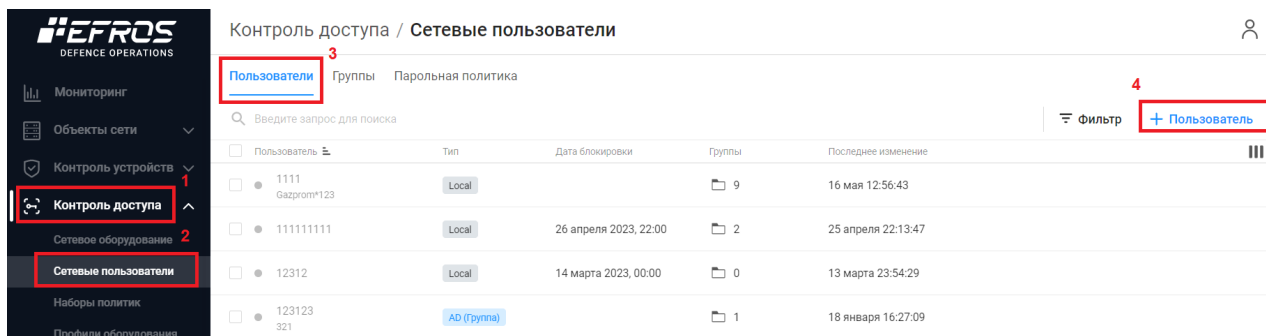 EFROS
DEFENCE OPERATIONS
Мониторинг
Объекты сети
Контроль устройств
1
Контроль доступа
Сетевое оборудование 2
Сетевые пользователи
Наборы политик
Профили оборудования
Контроль доступа / Сетевые пользователи
3
Пользователи Группы Парольная политика
4
Введите запрос для поиска Фильтр + Пользователь
Пользователь Тип Дата блокировки Группы Последнее изменение
1111 Local 9 16 мая 12:56:43
Gazprom*123
111111111 Local 26 апреля 2023, 22:00 2 25 апреля 22:13:47
12312 Local 14 марта 2023, 00:00 0 13 марта 23:54:29
123123 AD (Группа) 1 18 января 16:27:09
321